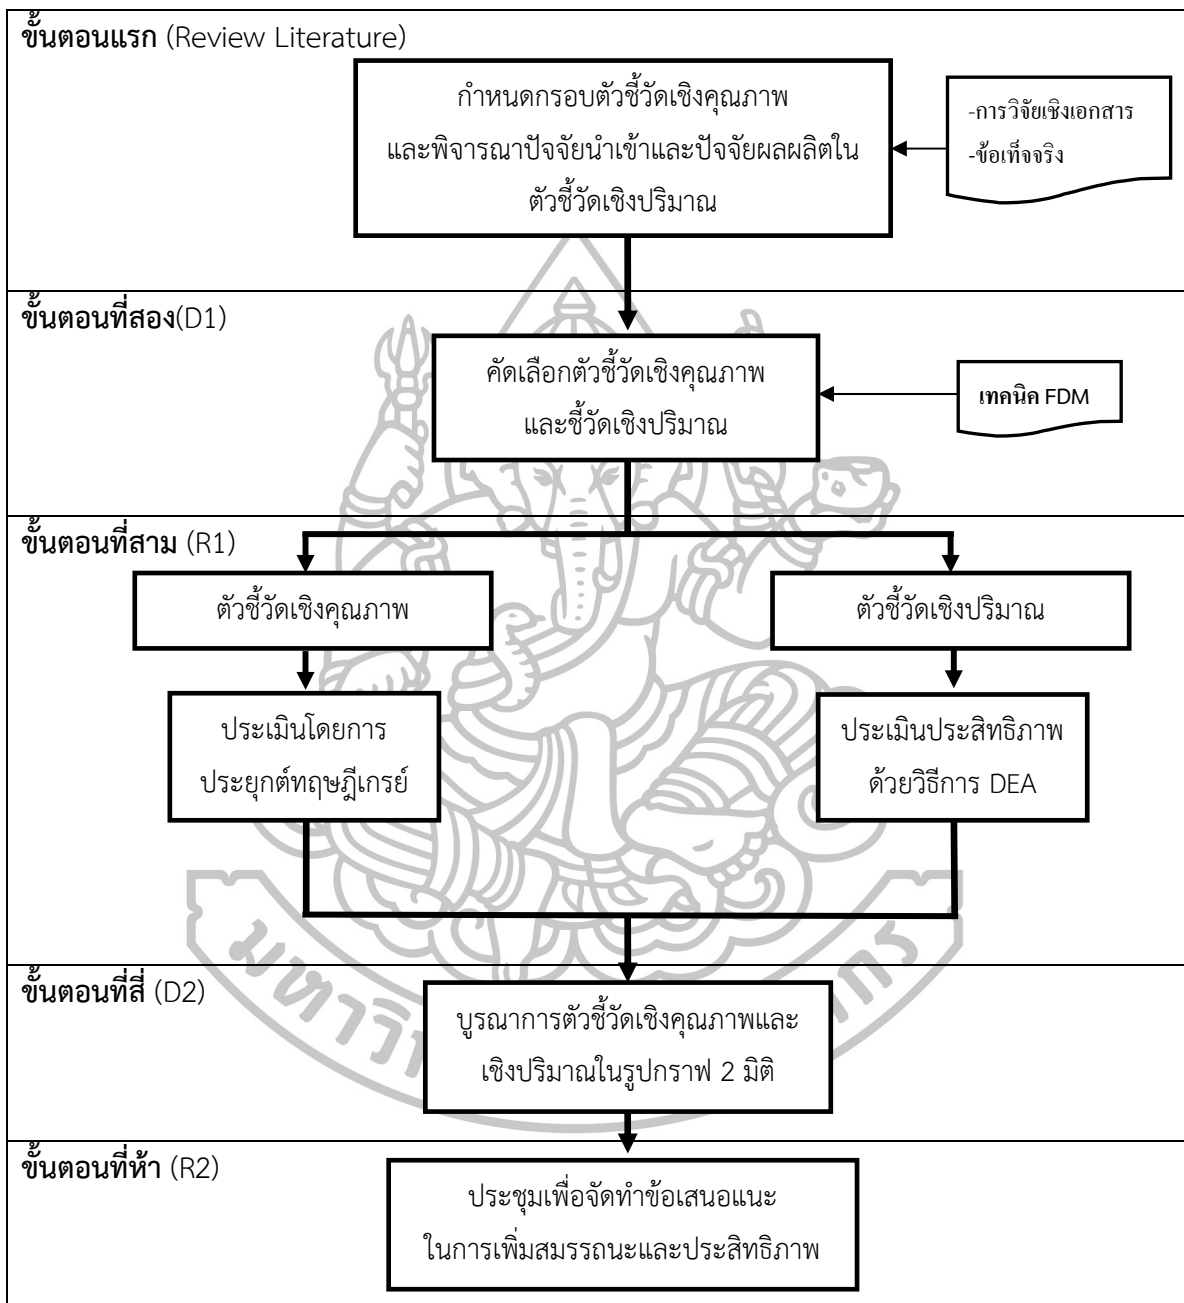 ขั้นตอนแรก (Review Literature)
กำหนดกรอบตัวชี้วัดเชิงคุณภาพ
และพิจารณาปัจจัยนำเข้าและปัจจัยผลผลิตใน
ตัวชี้วัดเชิงปริมาณ
-การวิจัยเชิงเอกสาร
-ข้อเท็จจริง
ขั้นตอนที่สอง(D1)
คัดเลือกตัวชี้วัดเชิงคุณภาพ
และชี้วัดเชิงปริมาณ
เทคนิค FDM
ขั้นตอนที่สาม (R1)
ตัวชี้วัดเชิงคุณภาพ
ตัวชี้วัดเชิงปริมาณ
ประเมินโดยการ
ประยุกต์ทฤษฎีเกรย์
ประเมินประสิทธิภาพ
ด้วยวิธีการ DEA
ขั้นตอนที่สี่ (D2)
บูรณาการตัวชี้วัดเชิงคุณภาพและ
เชิงปริมาณในรูปกราฟ 2 มิติ
ขั้นตอนที่ห้า (R2)
ประชุมเพื่อจัดทำข้อเสนอแนะ
ในการเพิ่มสมรรถนะและประสิทธิภาพ